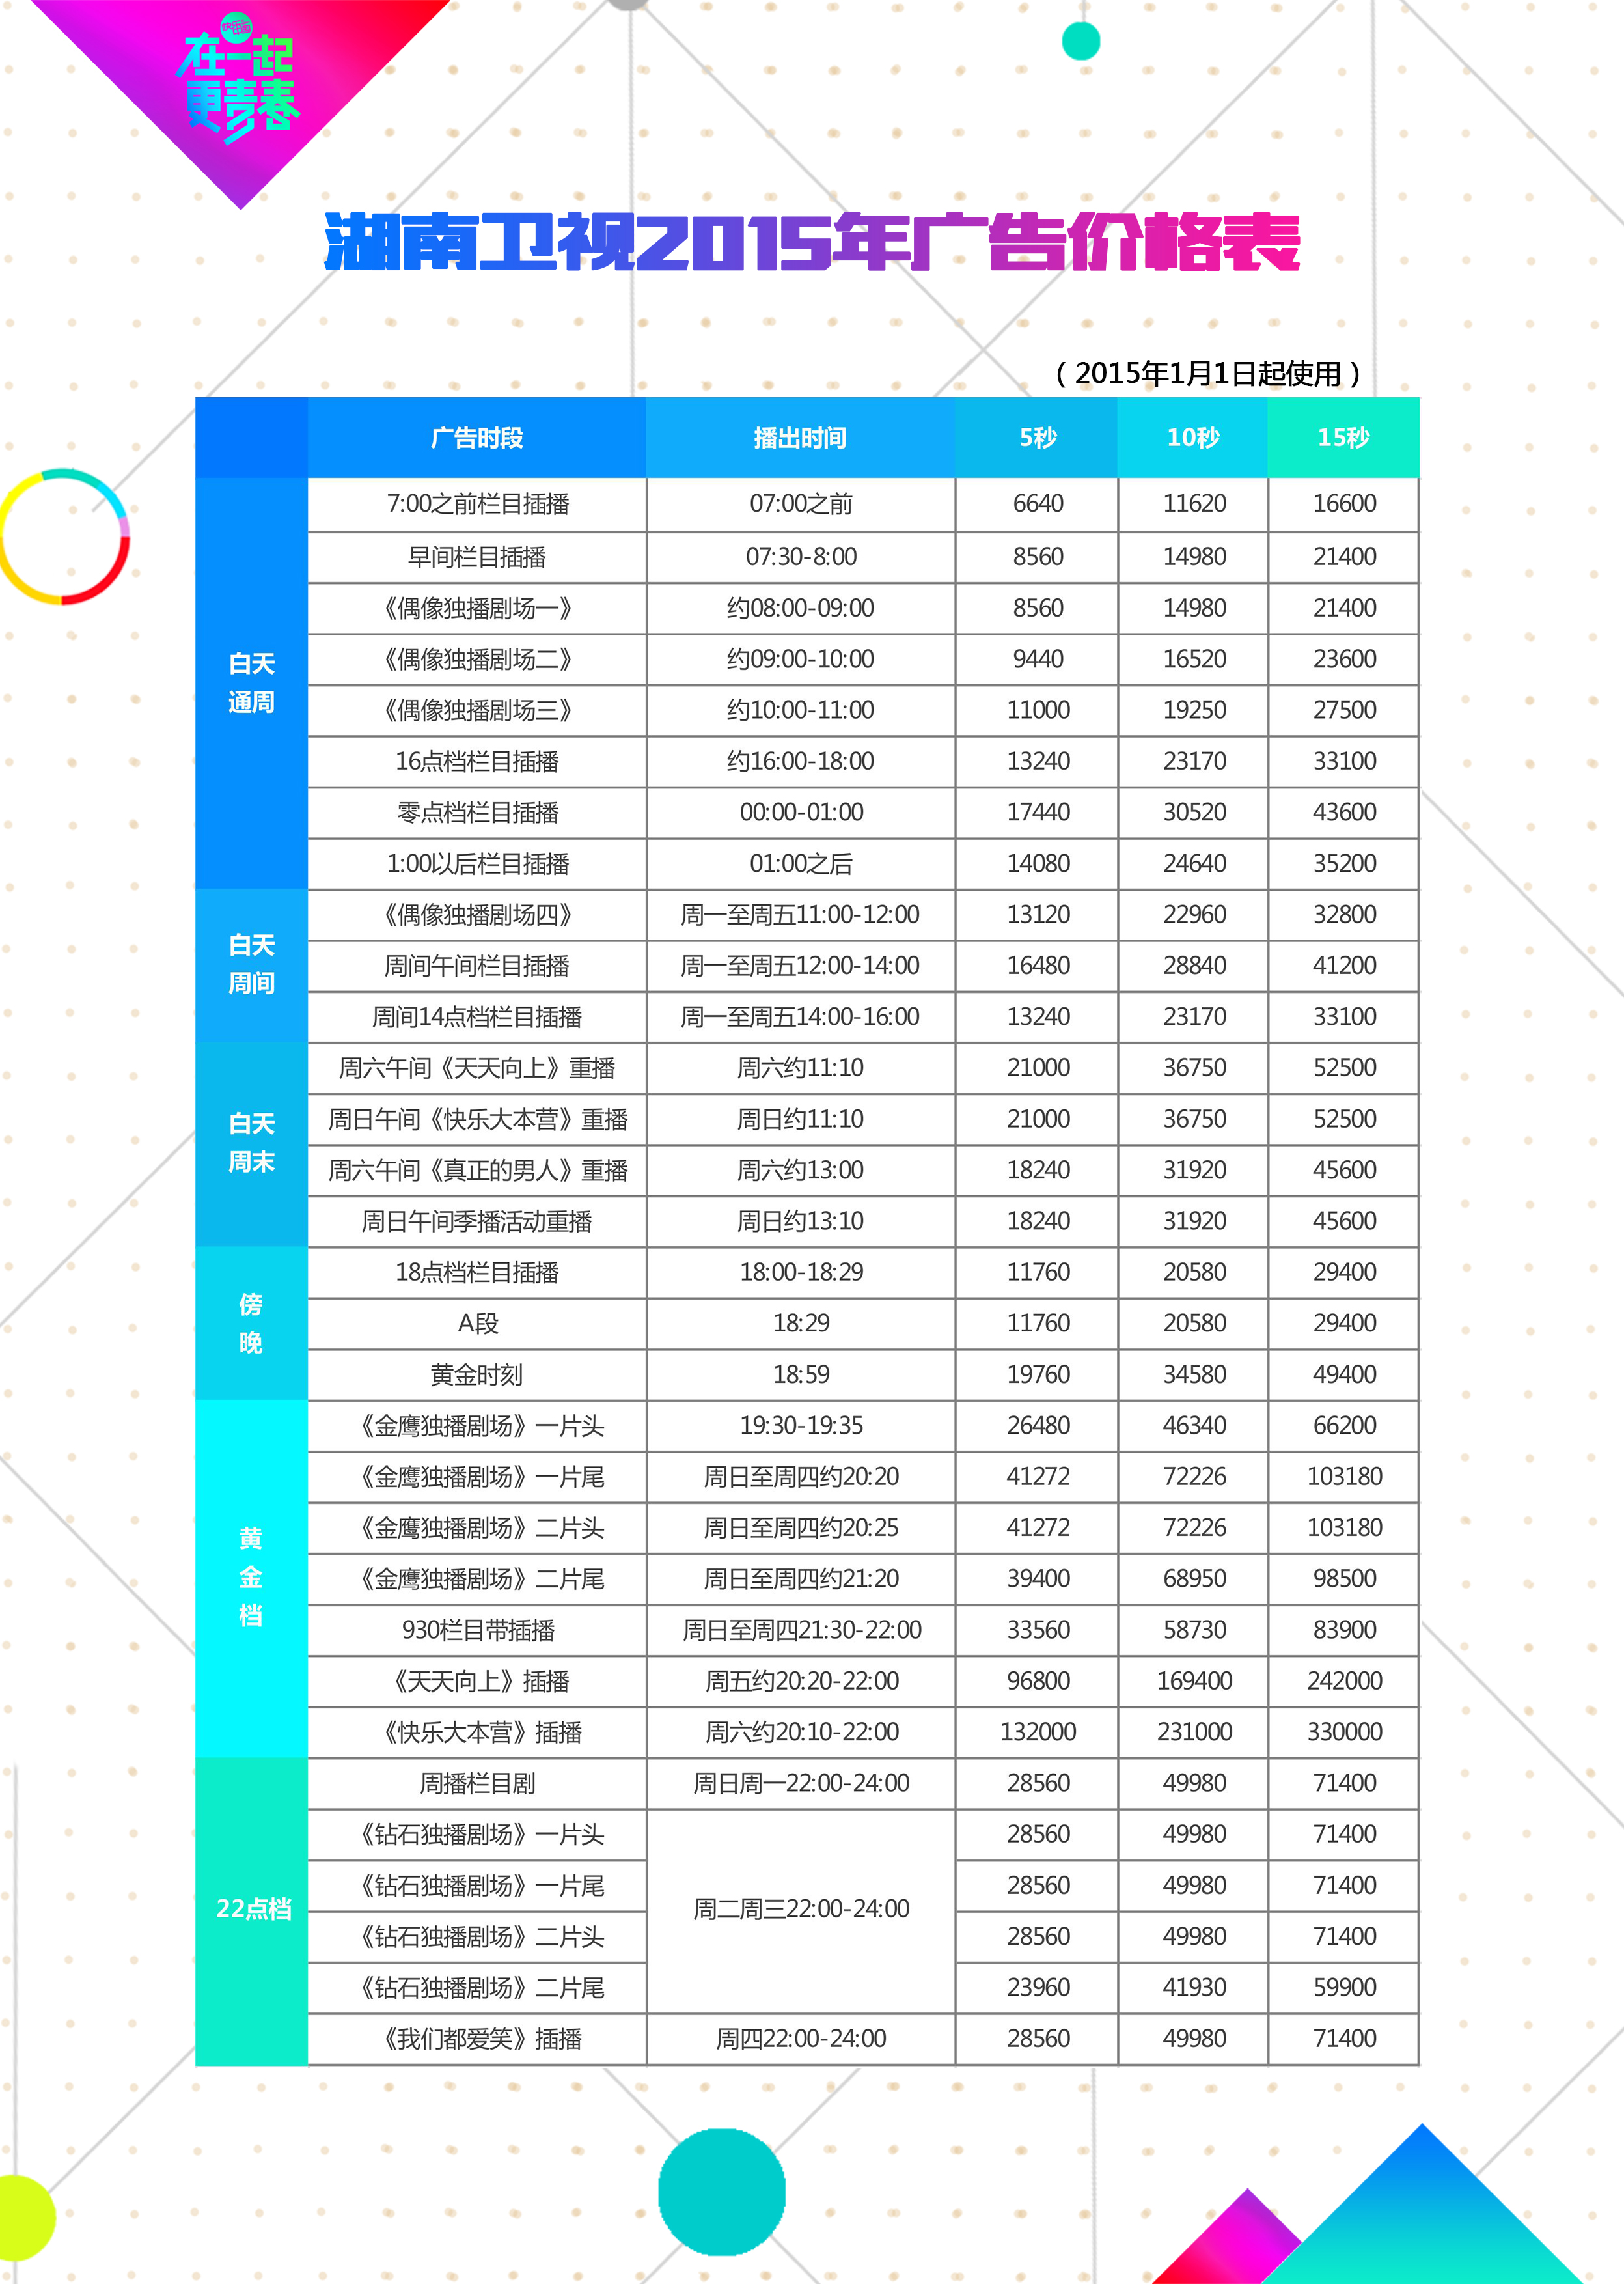 快乐中国
在一起
更青春
湖南卫视2015年广告价格表
（2015年1月1日起使用）
广告时段 播出时间 5秒 10秒 15秒
白天
通周
7:00之前栏目插播 07:00之前 6640 11620 16600
早间栏目插播 07:30-8:00 8560 14980 21400
《偶像独播剧场一》 约08:00-09:00 8560 14980 21400
《偶像独播剧场二》 约09:00-10:00 9440 16520 23600
《偶像独播剧场三》 约10:00-11:00 11000 19250 27500
16点档栏目插播 约16:00-18:00 13240 23170 33100
零点档栏目插播 00:00-01:00 17440 30520 43600
1:00以后栏目插播 01:00之后 14080 24640 35200
白天
周间
《偶像独播剧场四》 周一至周五11:00-12:00 13120 22960 32800
周间午间栏目插播 周一至周五12:00-14:00 16480 28840 41200
周间14点档栏目插播 周一至周五14:00-16:00 13240 23170 33100
白天
周末
周六午间《天天向上》重播 周六约11:10 21000 36750 52500
周日午间《快乐大本营》重播 周日约11:10 21000 36750 52500
周六午间《真正的男人》重播 周六约13:00 18240 31920 45600
周日午间季播活动重播 周日约13:10 18240 31920 45600
傍
晚
18点档栏目插播 18:00-18:29 11760 20580 29400
A段 18:29 11760 20580 29400
黄金时刻 18:59 19760 34580 49400
黄
金
档
《金鹰独播剧场》一片头 19:30-19:35 26480 46340 66200
《金鹰独播剧场》一片尾 周日至周四约20:20 41272 72226 103180
《金鹰独播剧场》二片头 周日至周四约20:25 41272 72226 103180
《金鹰独播剧场》二片尾 周日至周四约21:20 39400 68950 98500
930栏目带插播 周日至周四21:30-22:00 33560 58730 83900
《天天向上》插播 周五约20:20-22:00 96800 169400 242000
《快乐大本营》插播 周六约20:10-22:00 132000 231000 330000
22点档
周播栏目剧 周日周一22:00-24:00 28560 49980 71400
《钻石独播剧场》一片头 28560 49980 71400
《钻石独播剧场》一片尾 28560 49980 71400
周二周三22:00-24:00
《钻石独播剧场》二片头 28560 49980 71400
《钻石独播剧场》二片尾 23960 41930 59900
《我们都爱笑》插播 周四22:00-24:00 28560 49980 71400